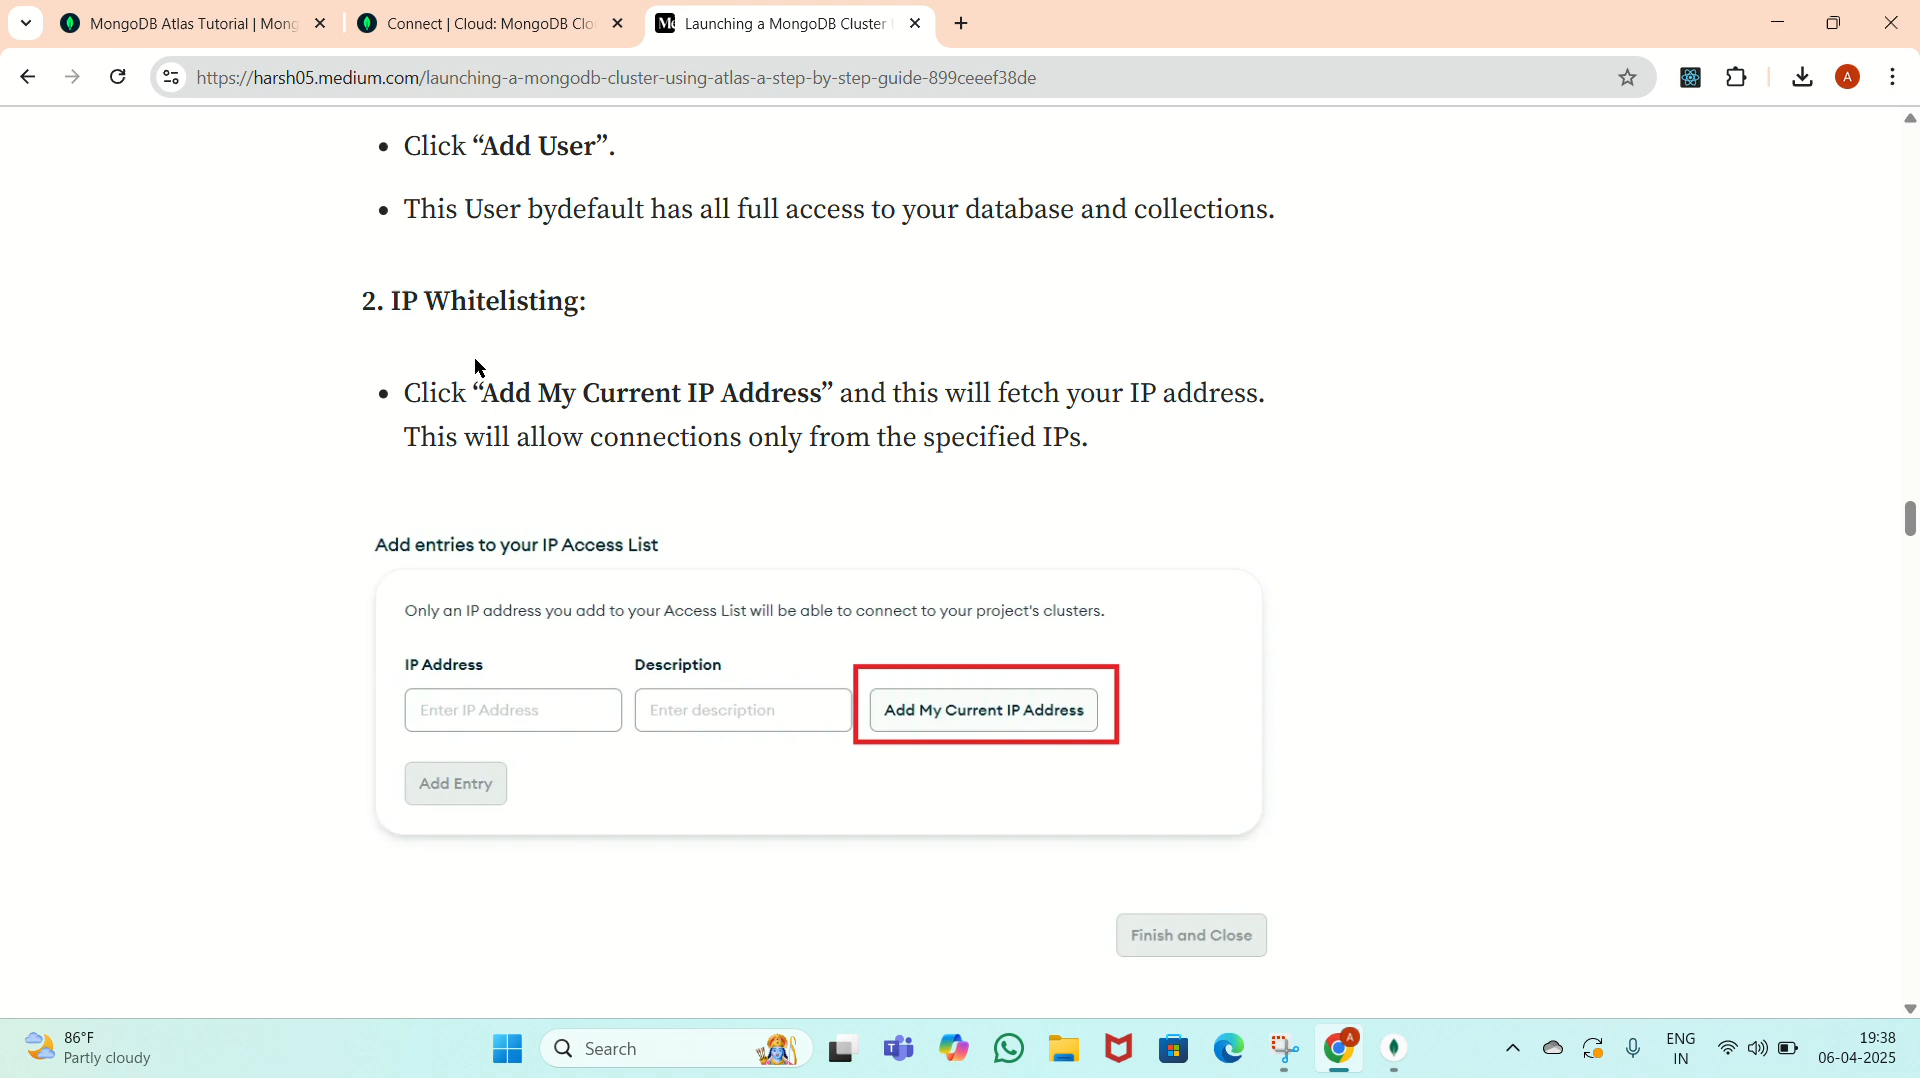 MongoDB Atlas Tutorial | Mong
Connect | Cloud: MongoDB Clo
Launching a MongoDB Cluster
https://harsh05.medium.com/launching-a-mongodb-cluster-using-atlas-a-step-by-step-guide-899ceeef38de
A
• Click “Add User”.
• This User bydefault has all full access to your database and collections.
2. IP Whitelisting:
• Click “Add My Current IP Address” and this will fetch your IP address.
This will allow connections only from the specified IPs.
Add entries to your IP Access List
Only an IP address you add to your Access List will be able to connect to your project's clusters.
IP Address
Description
Enter IP Address
Enter description
Add My Current IP Address
Add Entry
Finish and Close
86°F
Partly cloudy
Search
A
ENG
IN
19:38
06-04-2025